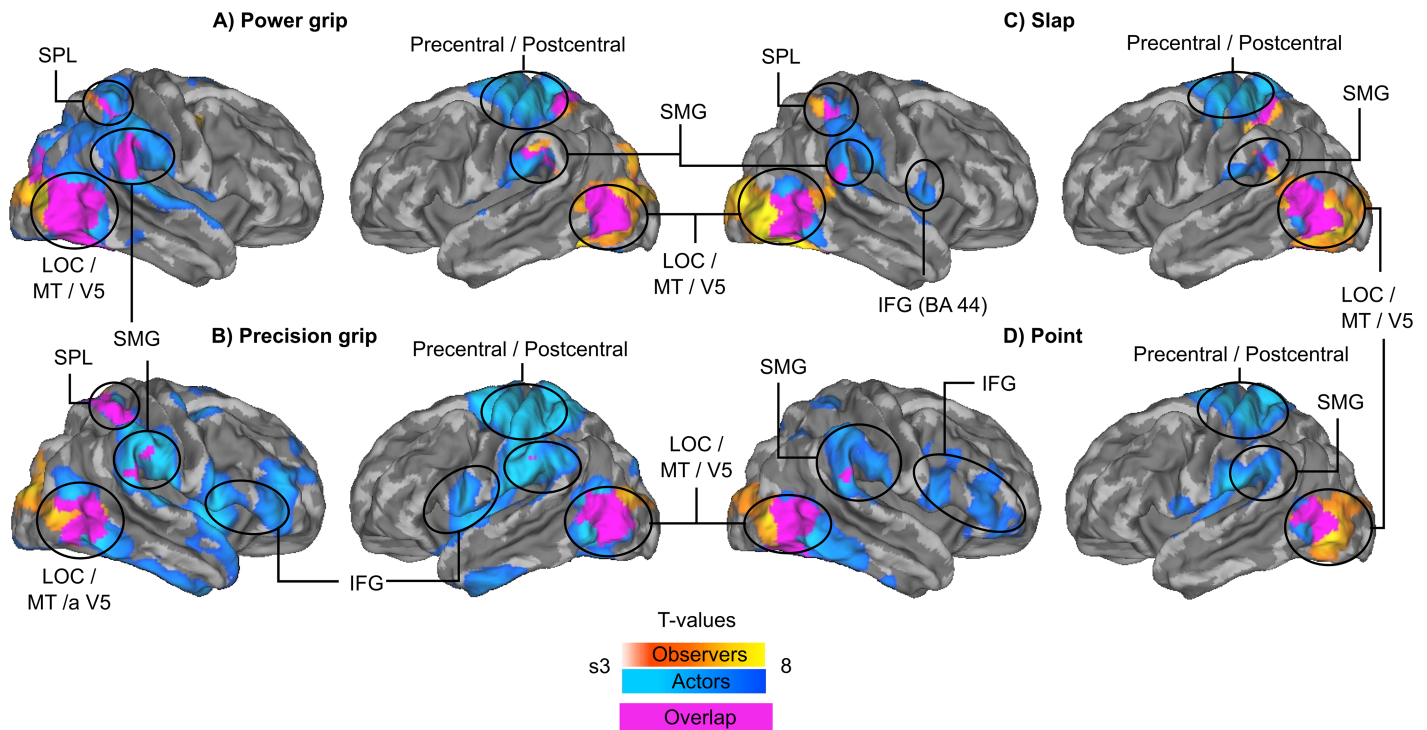 A) Power grip
C) Slap
SPL
Precentral / Postcentral
SPL
Precentral / Postcentral
SMG
SMG
LOC /
MT / V5
LOC /
MT / V5
IFG (BA 44)
LOC /
MT / V5
SMG
B) Precision grip
D) Point
SPL
Precentral / Postcentral
SMG
IFG
Precentral / Postcentral
SMG
LOC /
MT / V5
LOC /
MT /a V5
IFG
T-values
s3
Observers
8
Actors
Overlap